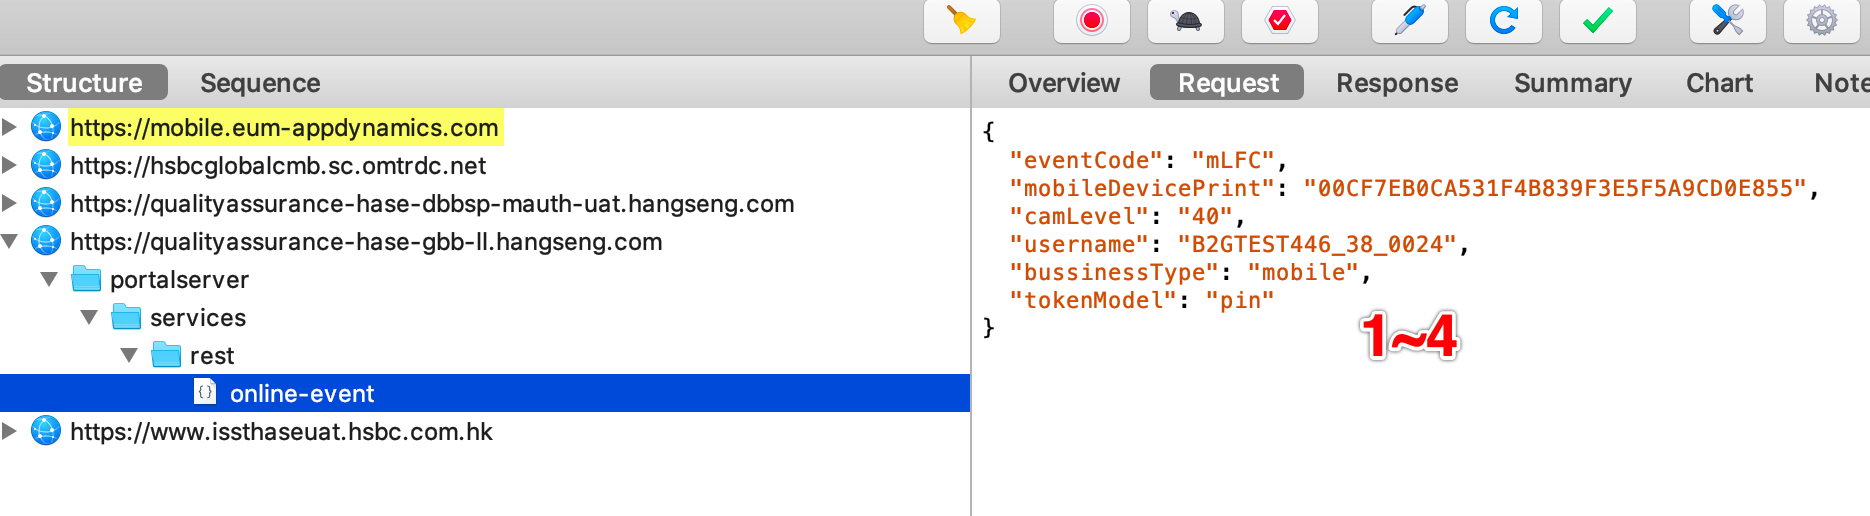 Structure
Sequence
https://mobile.eum-appdynamics.com
https://hsbcglobalcmb.sc.omtrdc.net
https://qualityassurance-hase-dbbsp-mauth-uat.hangseng.com
https://qualityassurance-hase-gbb-ll.hangseng.com
portalserver
services
rest
{} online-event
https://www.issthaseuat.hsbc.com.hk
Overview
Request
Response
Summary
Chart
Note
{
"eventCode": "mLFC",
"mobileDevicePrint": "00CF7EB0CA531F4B839F3E5F5A9CD0E855",
"camLevel": "40",
"username": "B2GTEST446_38_0024",
"bussinessType": "mobile",
"tokenModel": "pin"
}
1~4